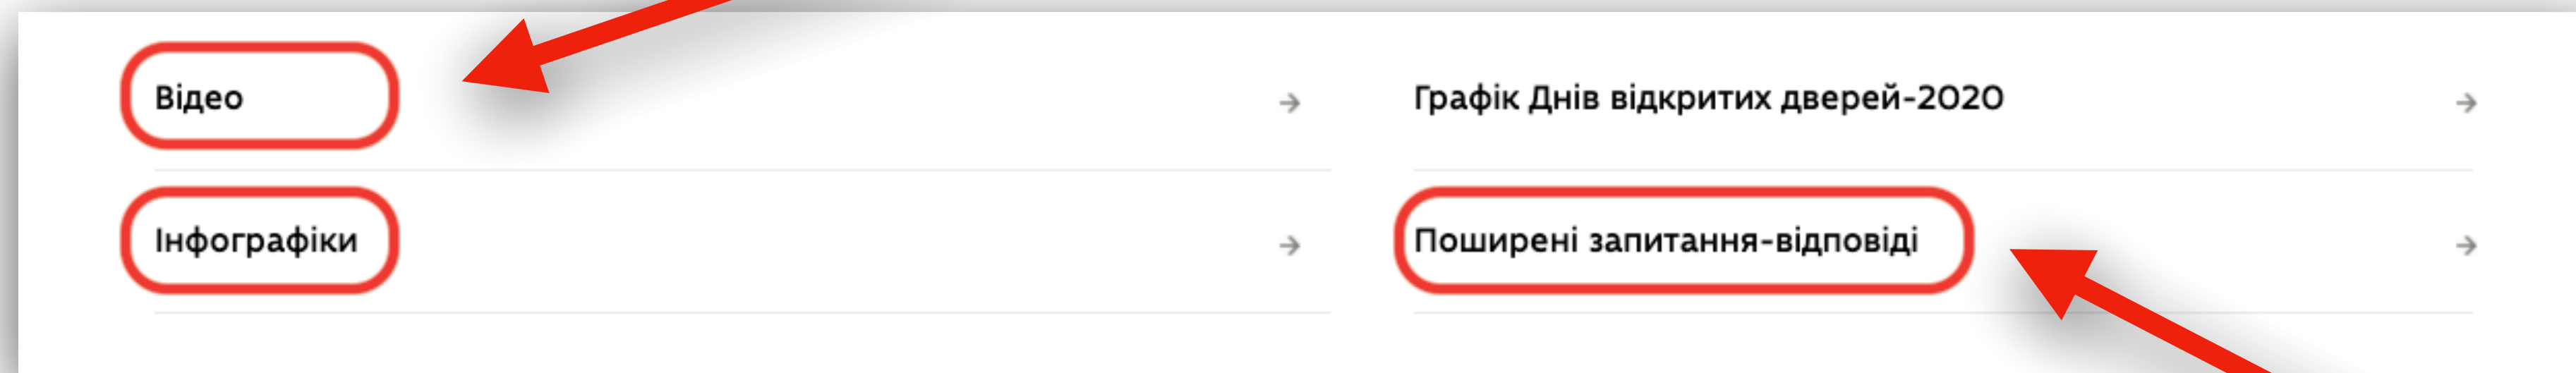 Відео
Графік Днів відкритих дверей-2020
Інфографіки
Поширені запитання-відповіді